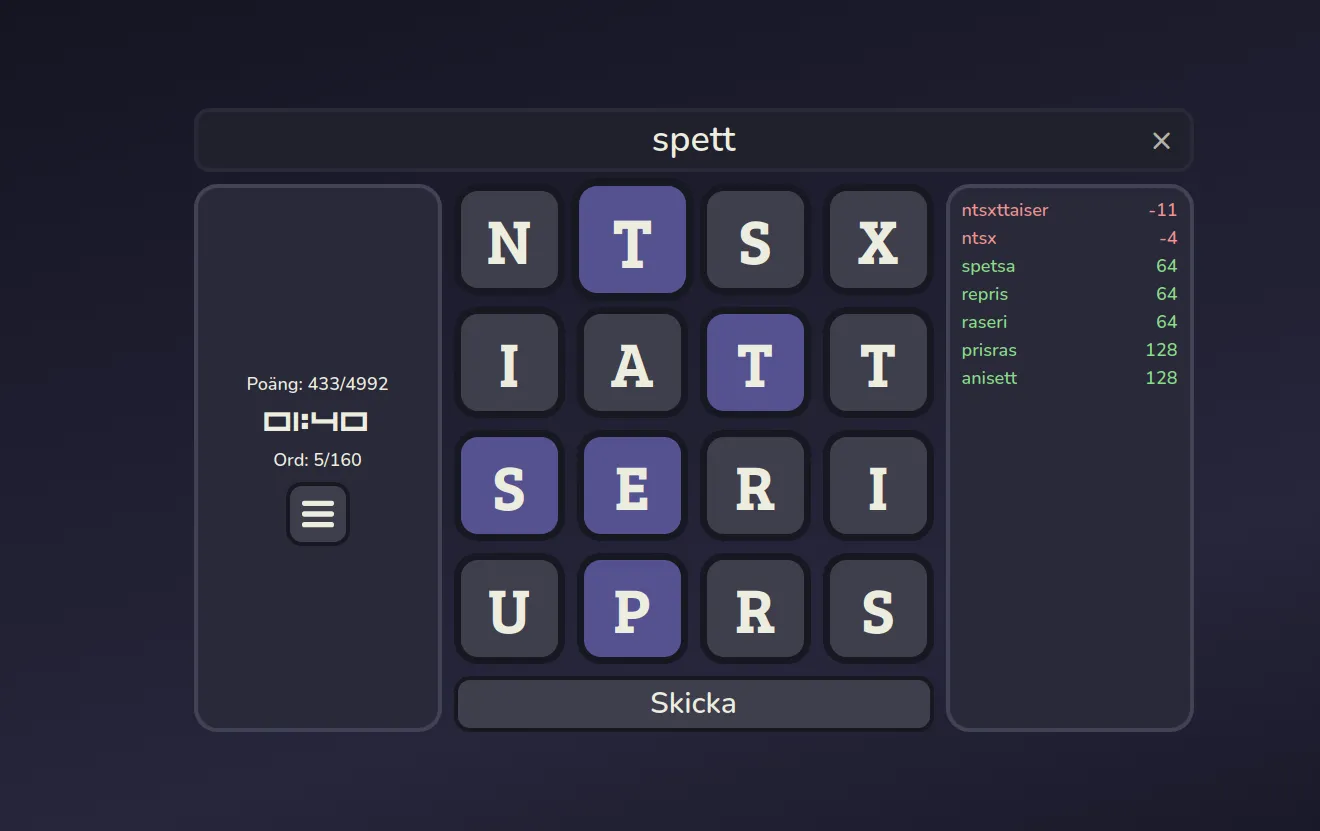 spett ×
Poäng: 433/4992
01:40
Ord: 5/160
N T S X
I A T T
S E R I
U P R S
Skicka
ntsxttaiser -11
ntsx -4
spetsa 64
repris 64
raseri 64
prisras 128
anisett 128